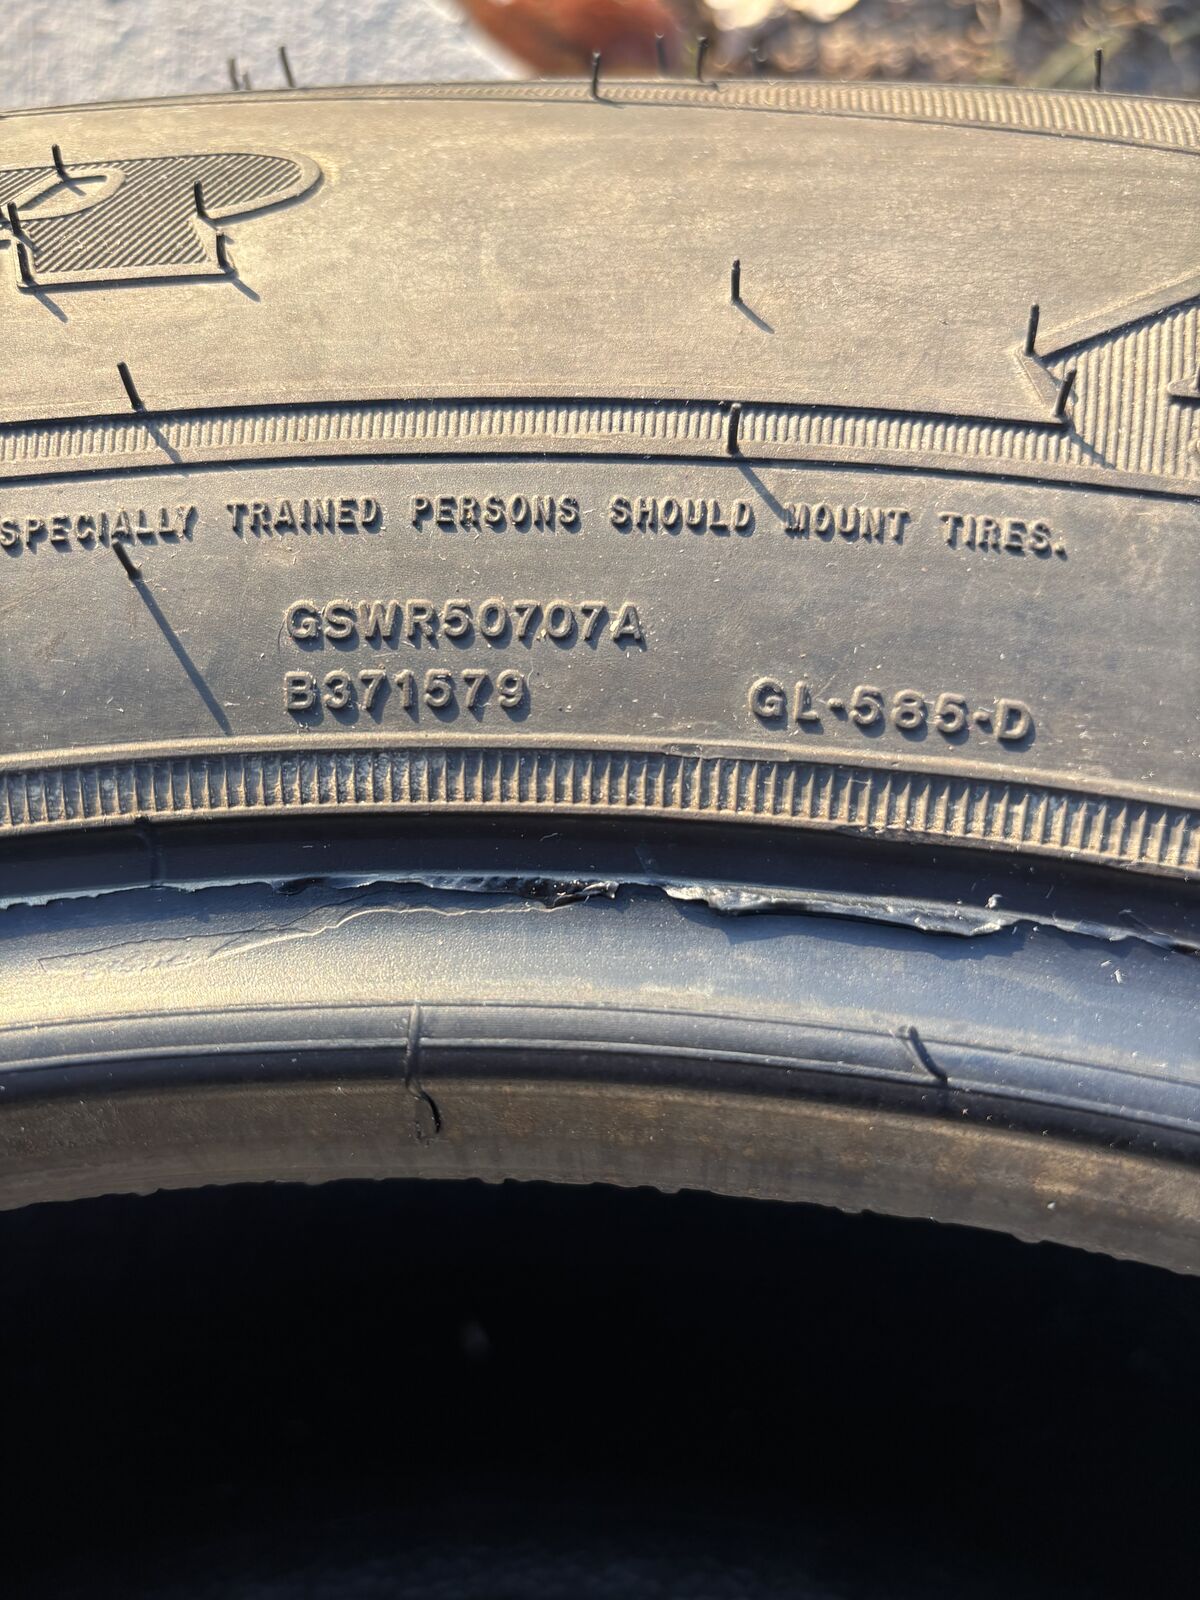 SPECIALLY TRAINED PERSONS SHOULD MOUNT TIRES.
GSWR50707A
B371579
GL-585-D